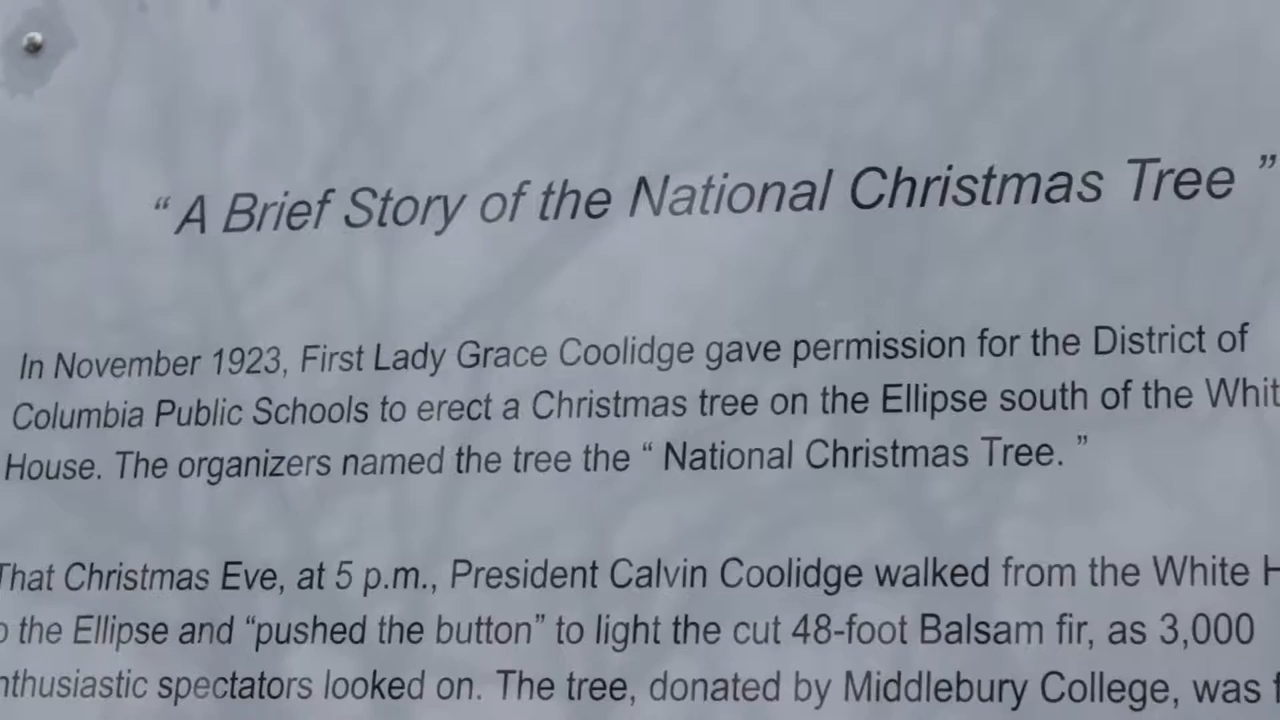 “ A Brief Story of the National Christmas Tree ”
In November 1923, First Lady Grace Coolidge gave permission for the District of
Columbia Public Schools to erect a Christmas tree on the Ellipse south of the Whit
House. The organizers named the tree the “ National Christmas Tree. ”
That Christmas Eve, at 5 p.m., President Calvin Coolidge walked from the White H
o the Ellipse and “pushed the button” to light the cut 48-foot Balsam fir, as 3,000
nthusiastic spectators looked on. The tree, donated by Middlebury College, was f